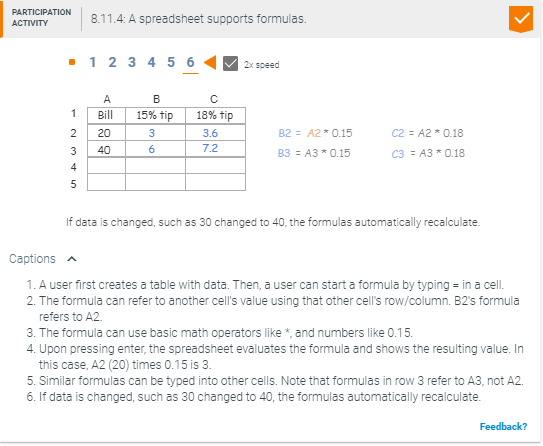 PARTICIPATION
ACTIVITY
8.11.4: A spreadsheet supports formulas.
1 2 3 4 5 6 2x speed
A B C
1 Bill 15% tip 18% tip
2 20 3 3.6 B2 = A2 * 0.15 C2 = A2 * 0.18
3 40 6 7.2 B3 = A3 * 0.15 C3 = A3 * 0.18
4
5
If data is changed, such as 30 changed to 40, the formulas automatically recalculate.
Captions
1. A user first creates a table with data. Then, a user can start a formula by typing = in a cell.
2. The formula can refer to another cell's value using that other cell's row/column. B2's formula
refers to A2.
3. The formula can use basic math operators like *, and numbers like 0.15.
4. Upon pressing enter, the spreadsheet evaluates the formula and shows the resulting value. In
this case, A2 (20) times 0.15 is 3.
5. Similar formulas can be typed into other cells. Note that formulas in row 3 refer to A3, not A2.
6. If data is changed, such as 30 changed to 40, the formulas automatically recalculate.
Feedback?